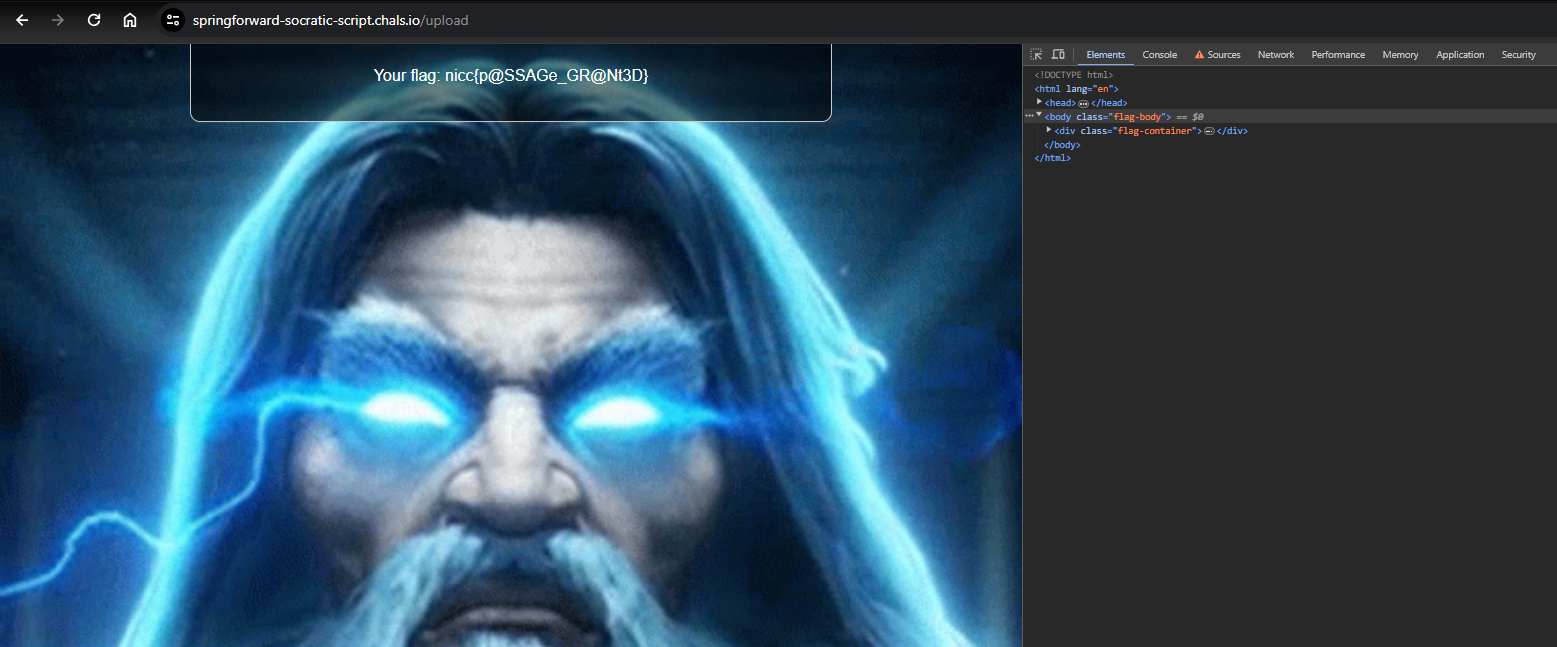 springforward-socratic-script.chals.io/upload
Your flag: nicc{p@SSAGe_GR@Nt3D}
Elements Console Sources Network Performance Memory Application Security
<!DOCTYPE html>
<html lang="en">
<head> ••• </head>
••• <body class="flag-body"> == $0
<div class="flag-container"> ••• </div>
</body>
</html>